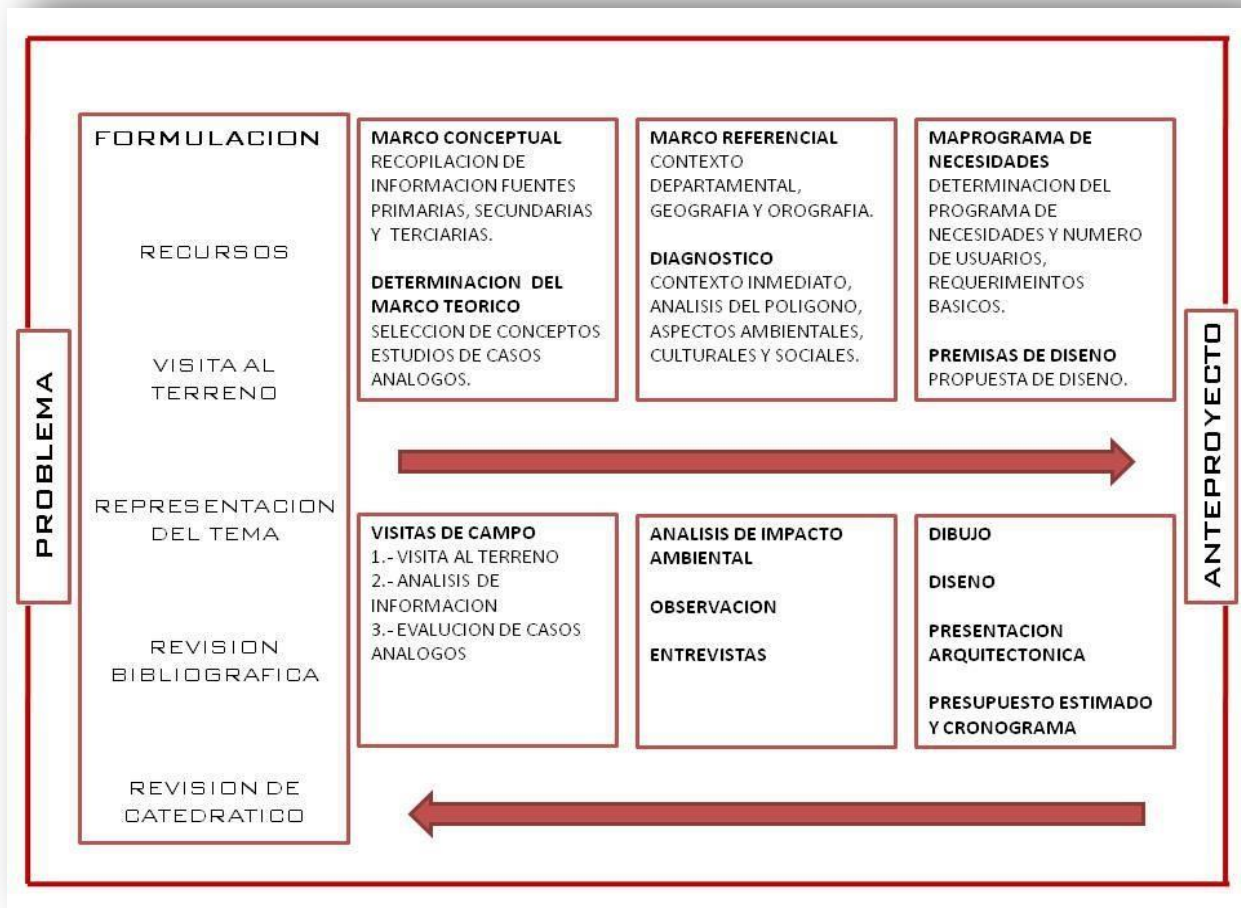 PROBLEMA
FORMULACION
RECURSOS
VISITA AL
TERRENO
REPRESENTACION
DEL TEMA
REVISION
BIBLIOGRAFICA
REVISION DE
CATEDRATICO
MARCO CONCEPTUAL
RECOPILACION DE
INFORMACION FUENTES
PRIMARIAS, SECUNDARIAS
Y TERCIARIAS.
DETERMINACION DEL
MARCO TEORICO
SELECCION DE CONCEPTOS
ESTUDIOS DE CASOS
ANALOGOS.
MARCO REFERENCIAL
CONTEXTO
DEPARTAMENTAL,
GEOGRAFIA Y OROGRAFIA.
DIAGNOSTICO
CONTEXTO INMEDIATO,
ANALISIS DEL POLIGONO,
ASPECTOS AMBIENTALES,
CULTURALES Y SOCIALES.
MAPROGRAMA DE
NECESIDADES
DETERMINACION DEL
PROGRAMA DE
NECESIDADES Y NUMERO
DE USUARIOS,
REQUERIMEINTOS
BASICOS.
PREMISAS DE DISENO
PROPUESTA DE DISENO.
VISITAS DE CAMPO
1.- VISITA AL TERRENO
2.- ANALISIS DE
INFORMACION
3.- EVALUCION DE CASOS
ANALOGOS
ANALISIS DE IMPACTO
AMBIENTAL
OBSERVACION
ENTREVISTAS
DIBUJO
DISENO
PRESENTACION
ARQUITECTONICA
PRESUPUESTO ESTIMADO
Y CRONOGRAMA
ANTEPROYECTO